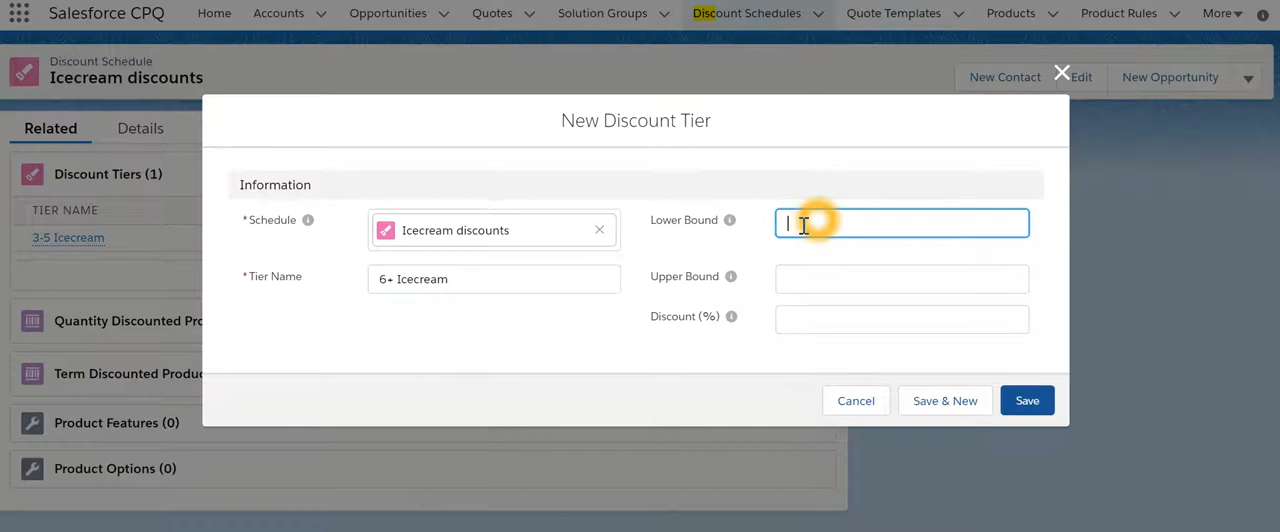 Salesforce CPQ Home Accounts Opportunities Quotes Solution Groups Discount Schedules Quote Templates Products Product Rules More
Discount Schedule
Icecream discounts
New Contact Edit New Opportunity
Related Details
New Discount Tier
Discount Tiers (1)
Information
TIER NAME
*Schedule Icecream discounts Lower Bound
3-5 Icecream
*Tier Name 6+ Icecream Upper Bound
Quantity Discounted Pro
Discount (%)
Term Discounted Produc
Cancel Save & New Save
Product Features (0)
Product Options (0)